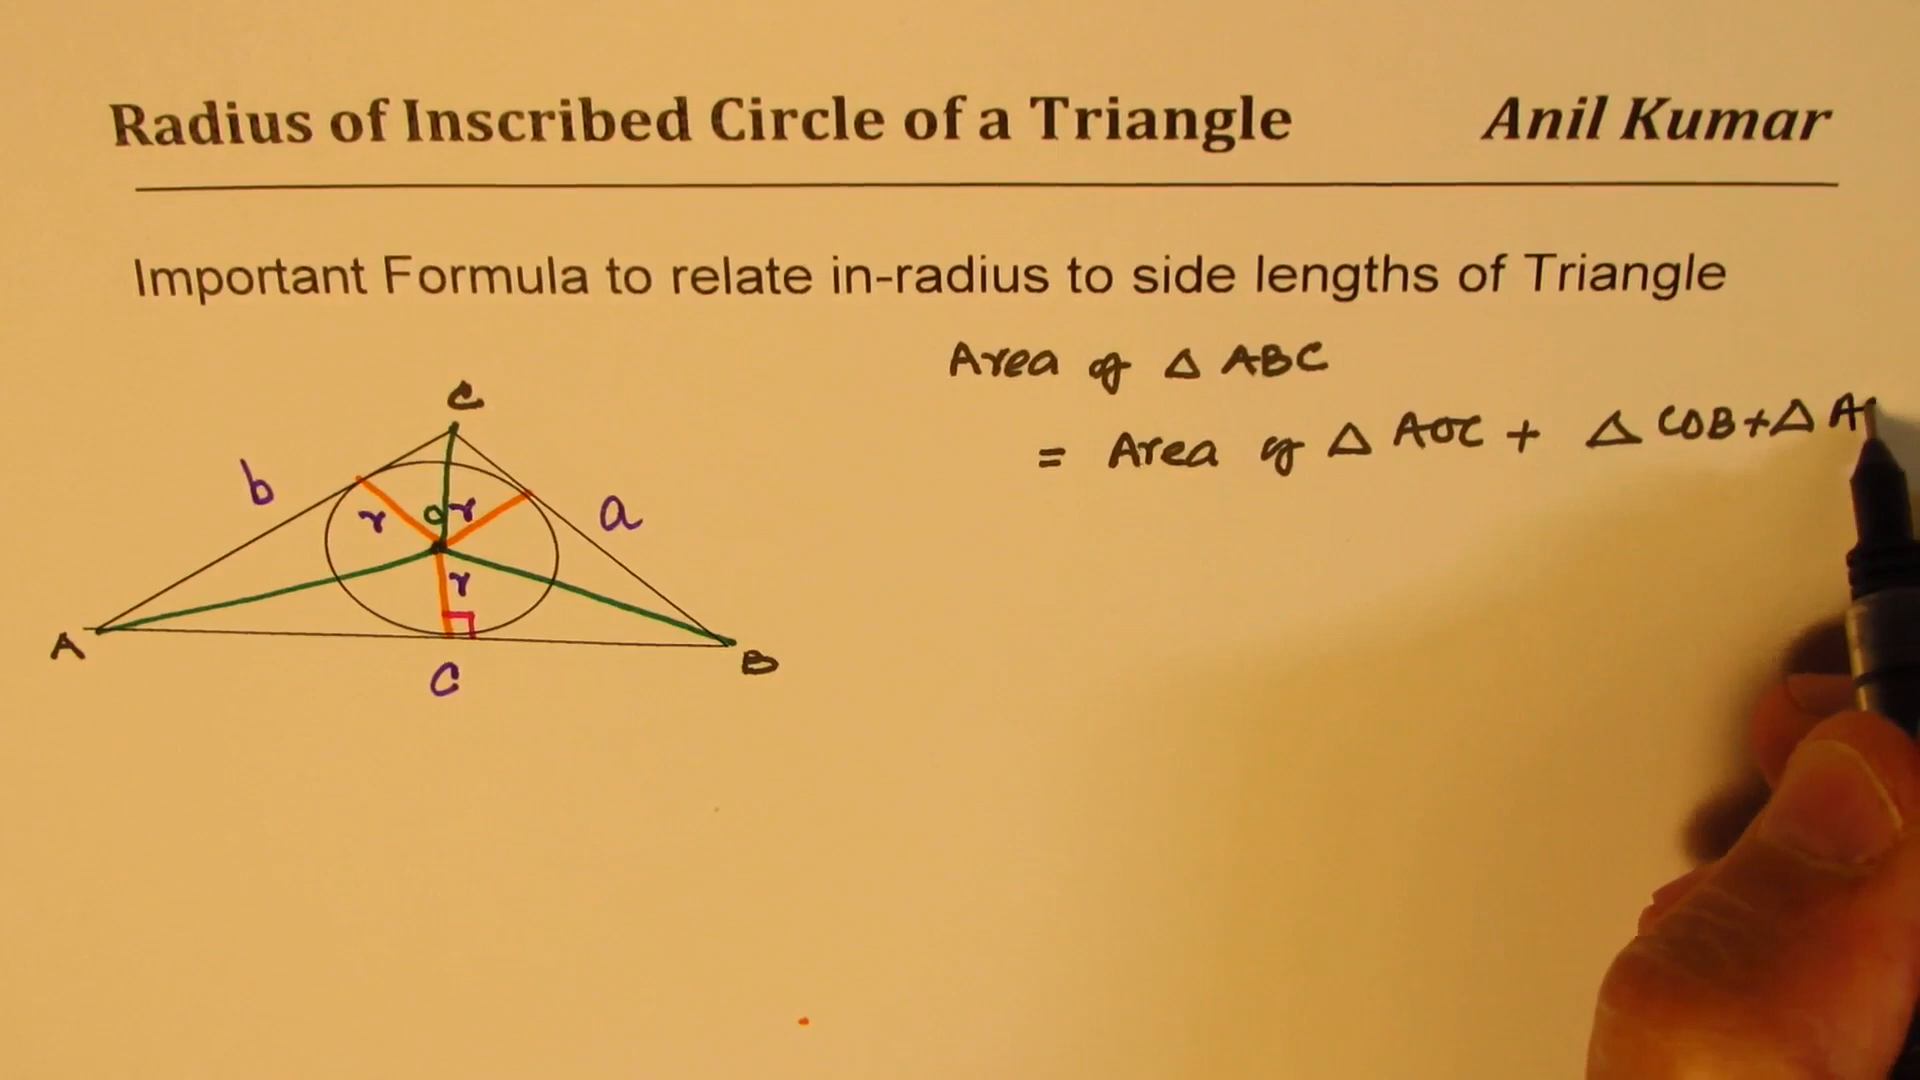 Radius of Inscribed Circle of a Triangle Anil Kumar
Important Formula to relate in-radius to side lengths of Triangle
Area of Δ ABC
= Area of Δ AOC + Δ COB + Δ A
C
b
a
r
O
r
r
A
B
c